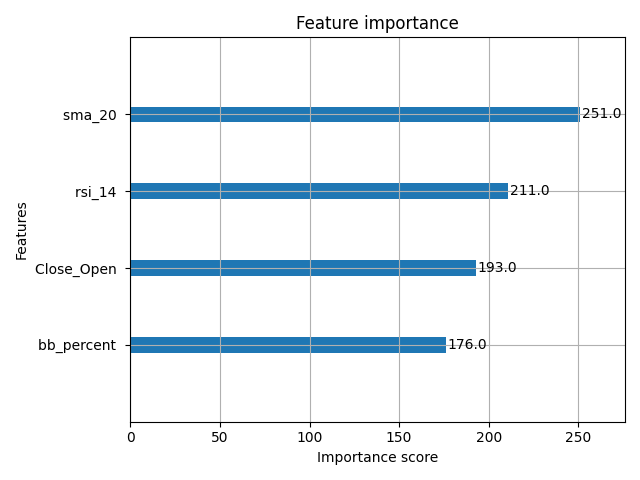 Feature importance
sma_20
251.0
rsi_14
211.0
Close_Open
193.0
bb_percent
176.0
Features
0 50 100 150 200 250
Importance score